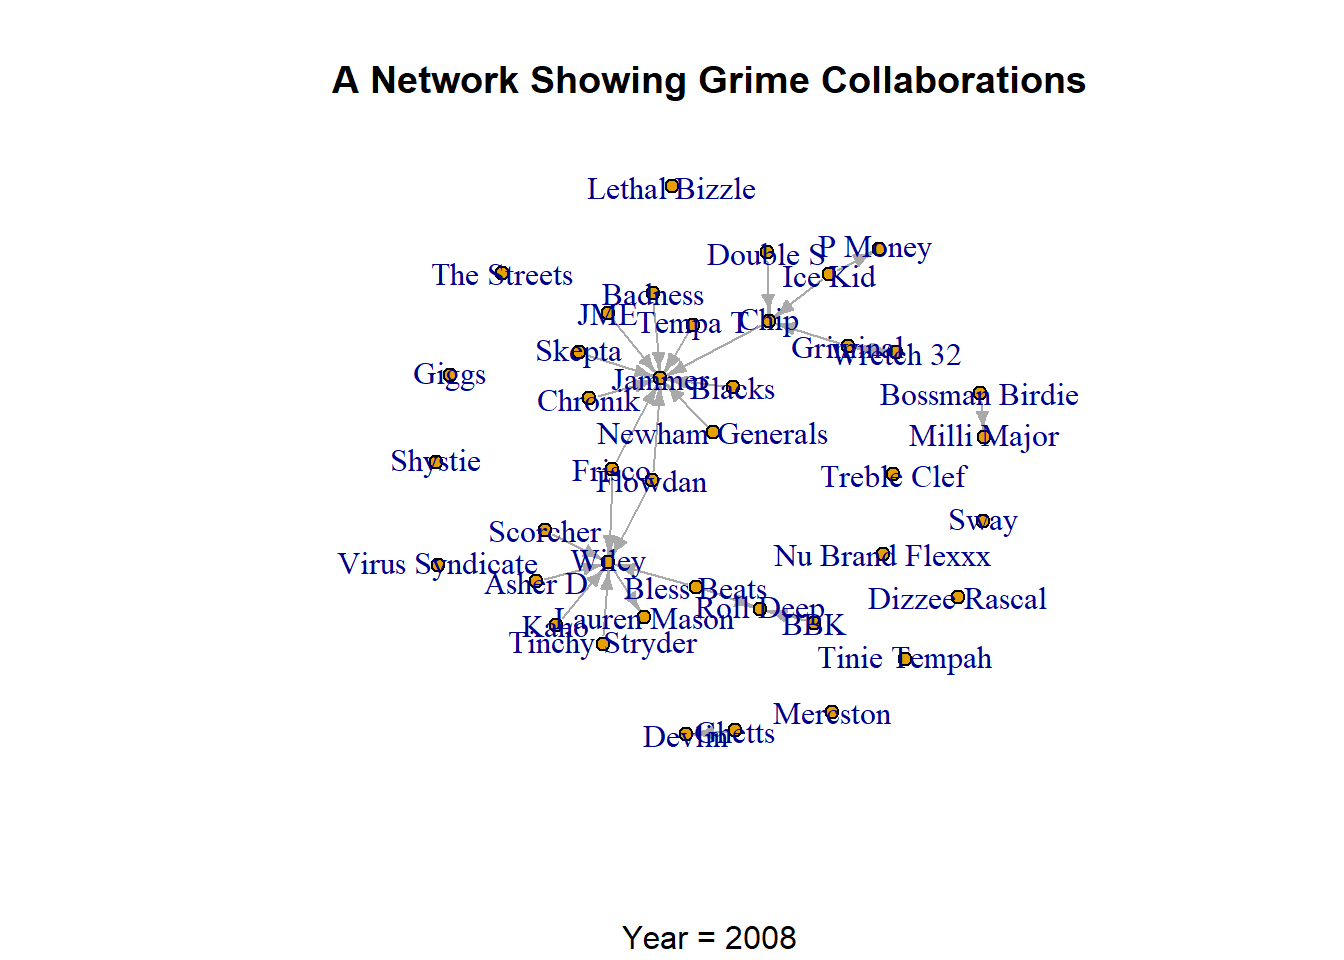 A Network Showing Grime Collaborations
Lethal Bizzle
P Money
Double S
The Streets
Ice Kid
Badness
JME
Tempa T
Chip
Skepta
Griminal
Wretch 32
Giggs
Jammer
Blacks
Chronik
Bossman Birdie
Newham Generals
Milli Major
Shystie
Frisco
Flowdan
Treble Clef
Sway
Scorcher
Nu Brand Flexxx
Wiley
Virus Syndicate
Asher D
Bless Beats
Dizzee Rascal
Roll Deep
Lauren Mason
Kano
BBK
Tinchy Stryder
Tinie Tempah
Mercston
Ghetts
Devlin
Year = 2008